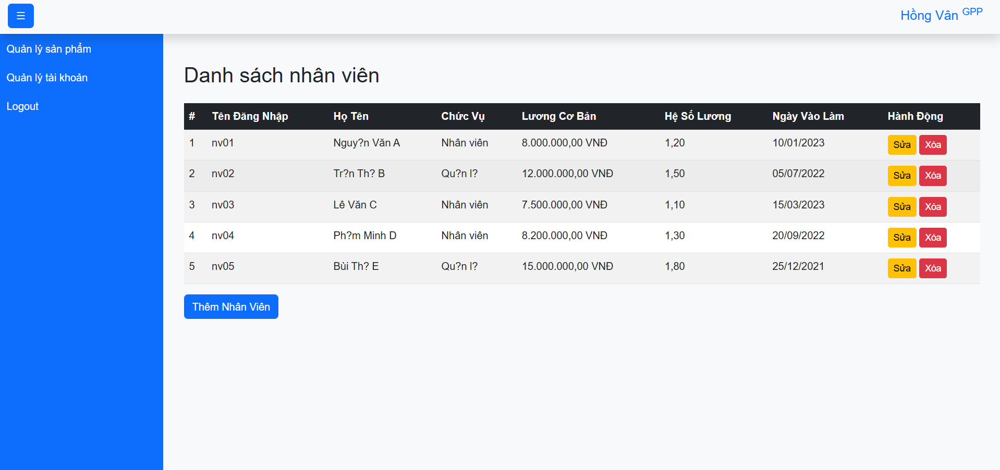 ☰
Hồng Vân GPP
Quản lý sản phẩm
Quản lý tài khoản
Logout
Danh sách nhân viên
# Tên Đăng Nhập Họ Tên Chức Vụ Lương Cơ Bản Hệ Số Lương Ngày Vào Làm Hành Động
1 nv01 Nguy?n Văn A Nhân viên 8.000.000,00 VNĐ 1,20 10/01/2023 Sửa Xóa
2 nv02 Tr?n Th? B Qu?n l? 12.000.000,00 VNĐ 1,50 05/07/2022 Sửa Xóa
3 nv03 Lê Văn C Nhân viên 7.500.000,00 VNĐ 1,10 15/03/2023 Sửa Xóa
4 nv04 Ph?m Minh D Nhân viên 8.200.000,00 VNĐ 1,30 20/09/2022 Sửa Xóa
5 nv05 Bùi Th? E Qu?n l? 15.000.000,00 VNĐ 1,80 25/12/2021 Sửa Xóa
Thêm Nhân Viên